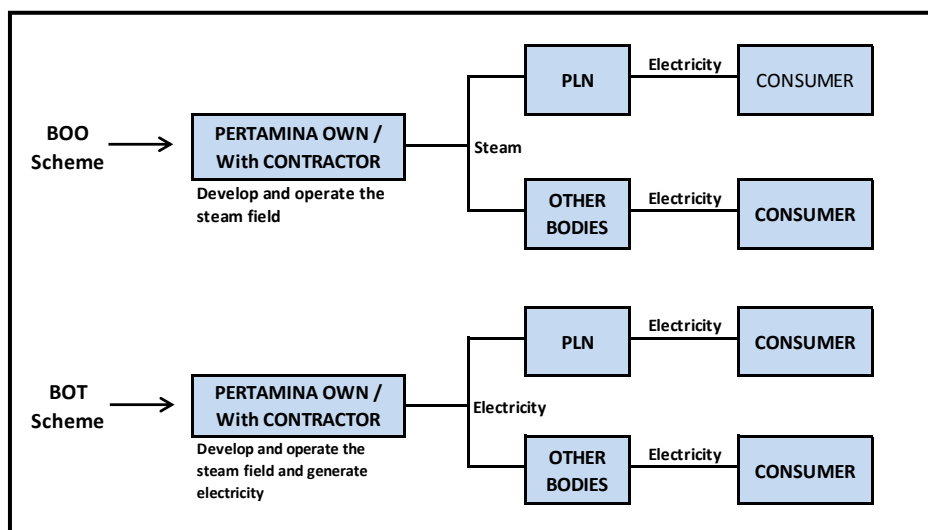 BOO
Scheme
PERTAMINA OWN /
With CONTRACTOR
Develop and operate the
steam field
Steam
PLN
Electricity
CONSUMER
OTHER
BODIES
Electricity
CONSUMER
BOT
Scheme
PERTAMINA OWN /
With CONTRACTOR
Develop and operate the
steam field and generate
electricity
Electricity
PLN
Electricity
CONSUMER
OTHER
BODIES
Electricity
CONSUMER